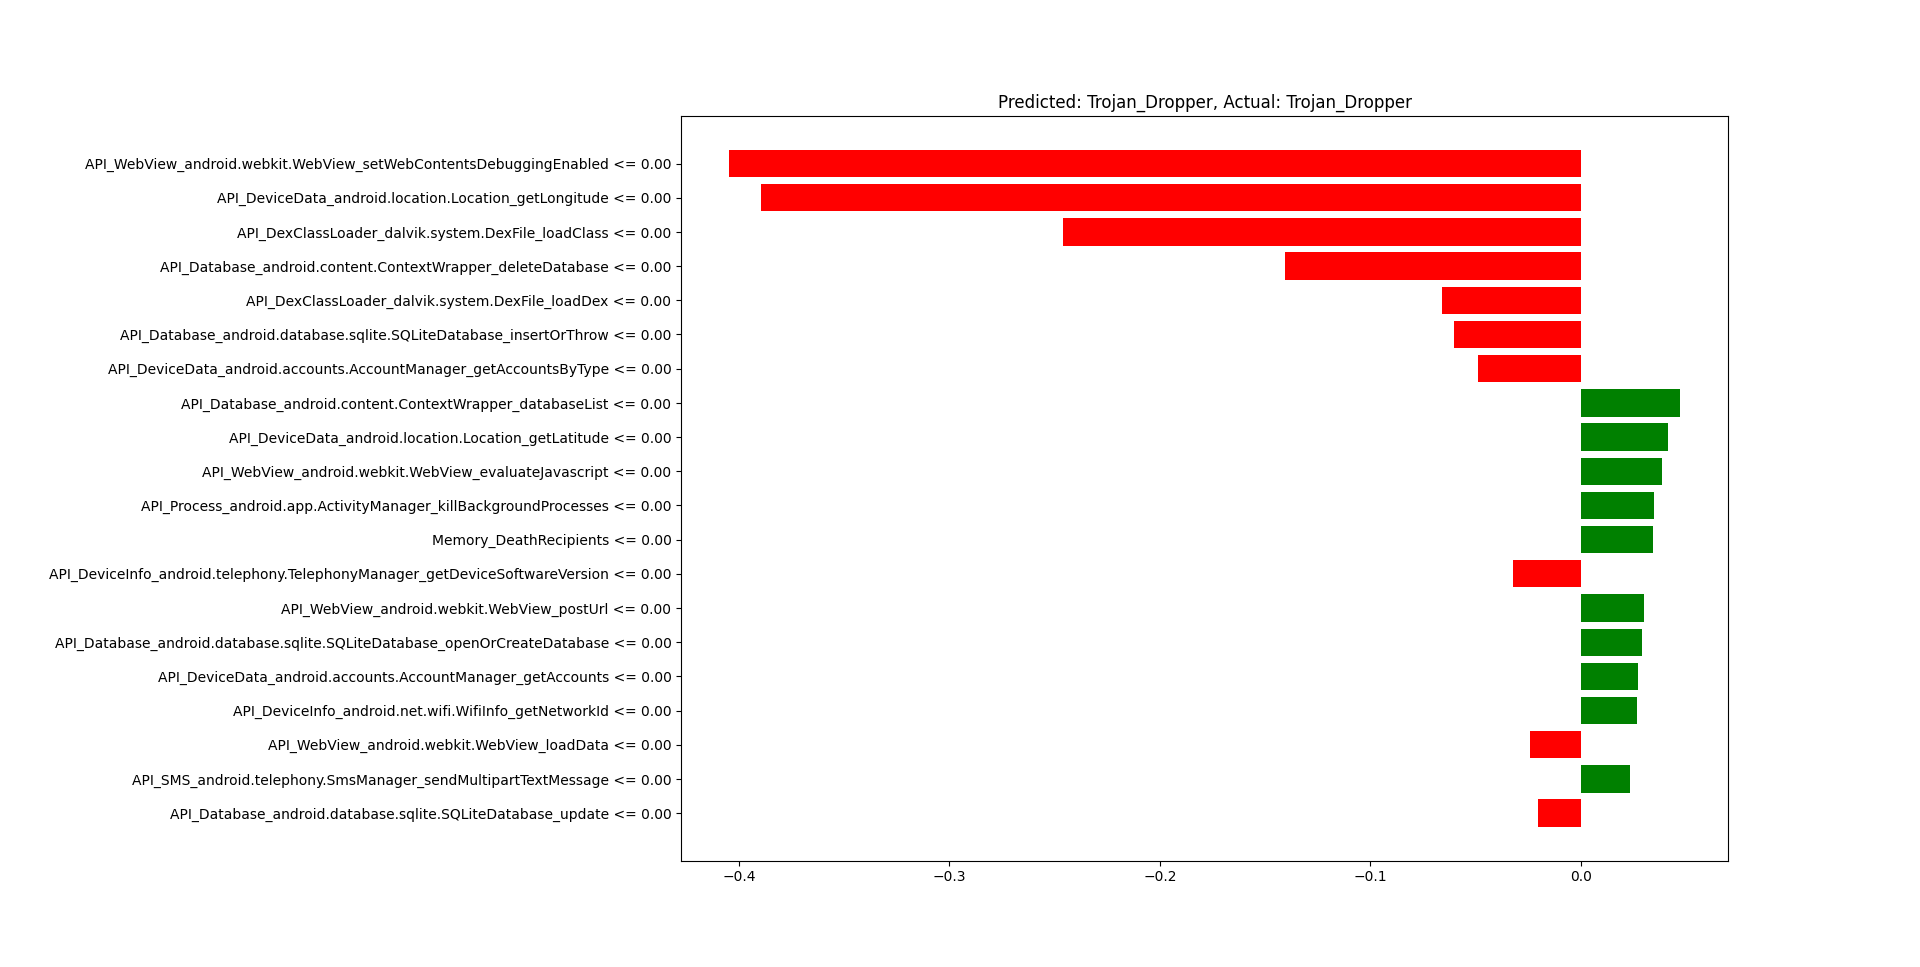 Predicted: Trojan_Dropper, Actual: Trojan_Dropper
API_WebView_android.webkit.WebView_setWebContentsDebuggingEnabled <= 0.00
API_DeviceData_android.location.Location_getLongitude <= 0.00
API_DexClassLoader_dalvik.system.DexFile_loadClass <= 0.00
API_Database_android.content.ContextWrapper_deleteDatabase <= 0.00
API_DexClassLoader_dalvik.system.DexFile_loadDex <= 0.00
API_Database_android.database.sqlite.SQLiteDatabase_insertOrThrow <= 0.00
API_DeviceData_android.accounts.AccountManager_getAccountsByType <= 0.00
API_Database_android.content.ContextWrapper_databaseList <= 0.00
API_DeviceData_android.location.Location_getLatitude <= 0.00
API_WebView_android.webkit.WebView_evaluateJavascript <= 0.00
API_Process_android.app.ActivityManager_killBackgroundProcesses <= 0.00
Memory_DeathRecipients <= 0.00
API_DeviceInfo_android.telephony.TelephonyManager_getDeviceSoftwareVersion <= 0.00
API_WebView_android.webkit.WebView_postUrl <= 0.00
API_Database_android.database.sqlite.SQLiteDatabase_openOrCreateDatabase <= 0.00
API_DeviceData_android.accounts.AccountManager_getAccounts <= 0.00
API_DeviceInfo_android.net.wifi.WifiInfo_getNetworkId <= 0.00
API_WebView_android.webkit.WebView_loadData <= 0.00
API_SMS_android.telephony.SmsManager_sendMultipartTextMessage <= 0.00
API_Database_android.database.sqlite.SQLiteDatabase_update <= 0.00
−0.4 −0.3 −0.2 −0.1 0.0